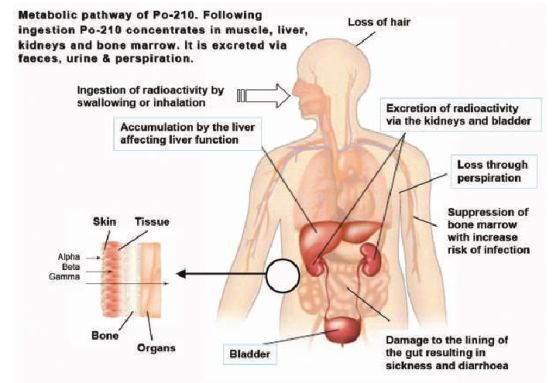 Metabolic pathway of Po-210. Following
ingestion Po-210 concentrates in muscle, liver,
kidneys and bone marrow. It is excreted via
faeces, urine & perspiration.
Loss of hair
Ingestion of radioactivity by
swallowing or inhalation
Excretion of radioactivity
via the kidneys and bladder
Accumulation by the liver
affecting liver function
Loss through
perspiration
Suppression of
bone marrow
with increase
risk of infection
Skin
Tissue
Alpha
Beta
Gamma
Bone
Organs
Bladder
Damage to the lining of
the gut resulting in
sickness and diarrhoea